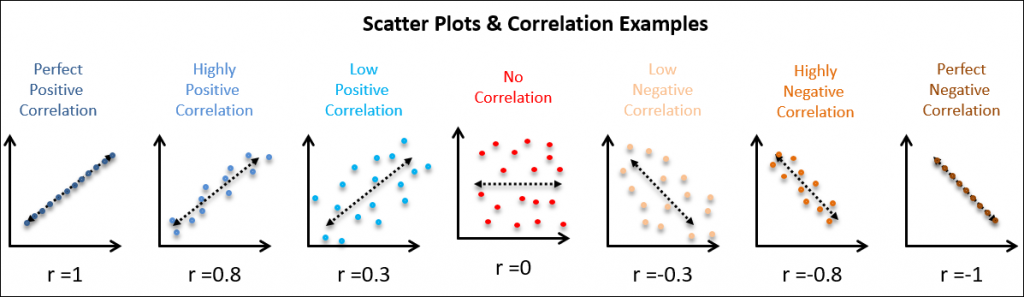 Scatter Plots & Correlation Examples
Perfect
Positive
Correlation
Highly
Positive
Correlation
Low
Positive
Correlation
No
Correlation
Low
Negative
Correlation
Highly
Negative
Correlation
Perfect
Negative
Correlation
r =1
r =0.8
r =0.3
r =0
r =-0.3
r =-0.8
r =-1